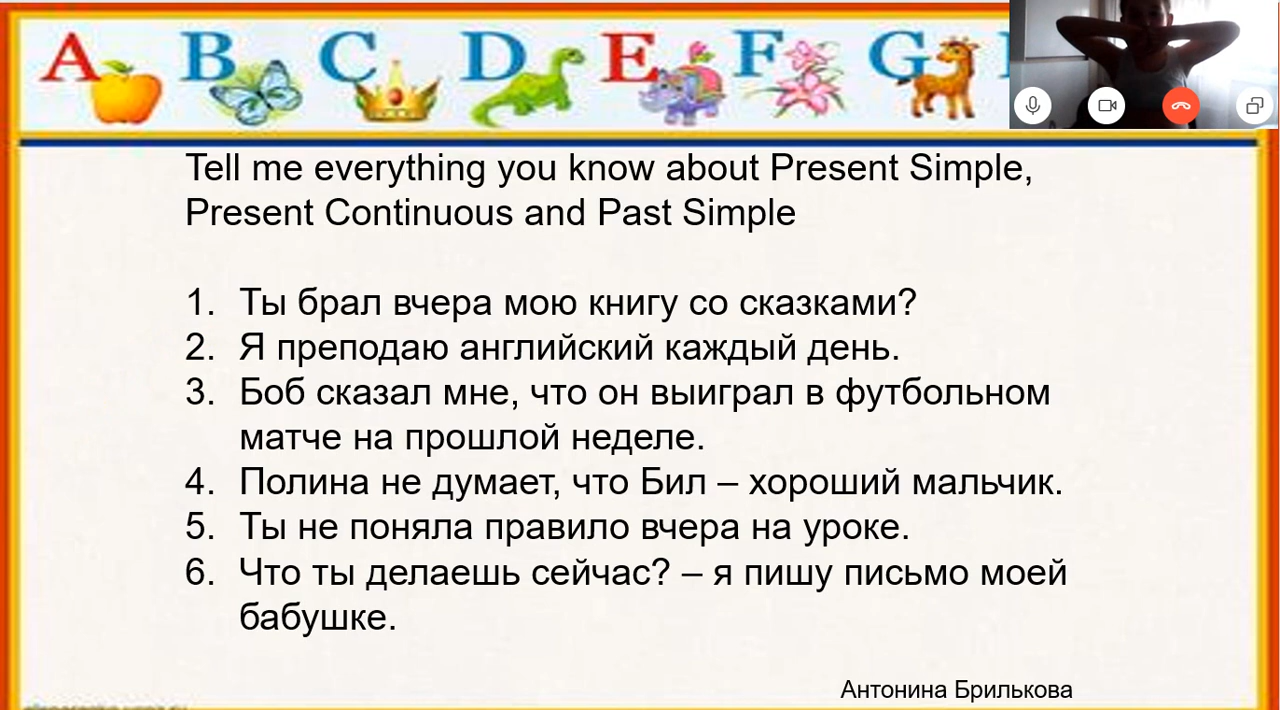 A B C D E F G
Tell me everything you know about Present Simple,
Present Continuous and Past Simple
1. Ты брал вчера мою книгу со сказками?
2. Я преподаю английский каждый день.
3. Боб сказал мне, что он выиграл в футбольном
матче на прошлой неделе.
4. Полина не думает, что Бил – хороший мальчик.
5. Ты не поняла правило вчера на уроке.
6. Что ты делаешь сейчас? – я пишу письмо моей
бабушке.
Антонина Брилькова